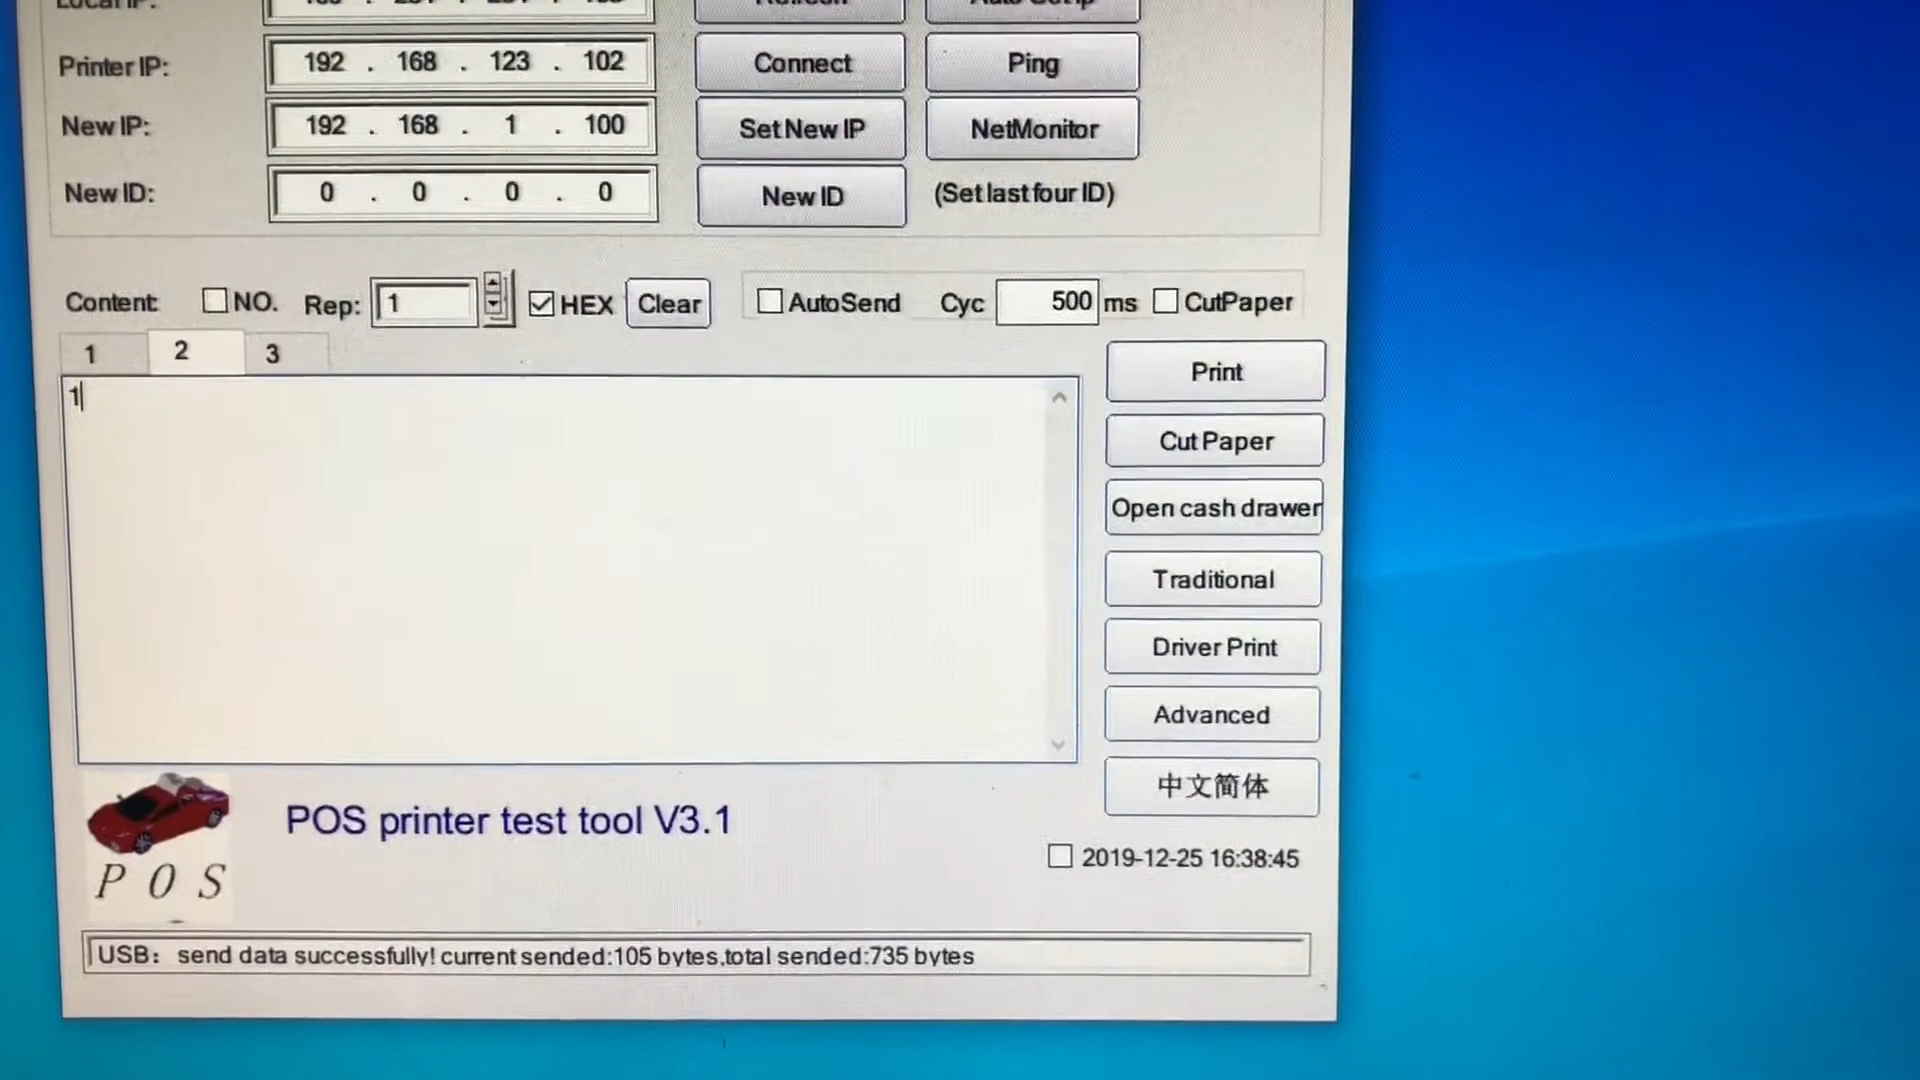 Printer IP: 192 . 168 . 123 . 102 Connect Ping
New IP: 192 . 168 . 1 . 100 Set New IP NetMonitor
New ID: 0 . 0 . 0 . 0 New ID (Set last four ID)
Content: NO. Rep: 1 HEX Clear AutoSend Cyc 500 ms CutPaper
1 2 3
1
Print
Cut Paper
Open cash drawer
Traditional
Driver Print
Advanced
中文简体
POS printer test tool V3.1
POS
2019-12-25 16:38:45
USB： send data successfully! current sended:105 bytes,total sended:735 bytes